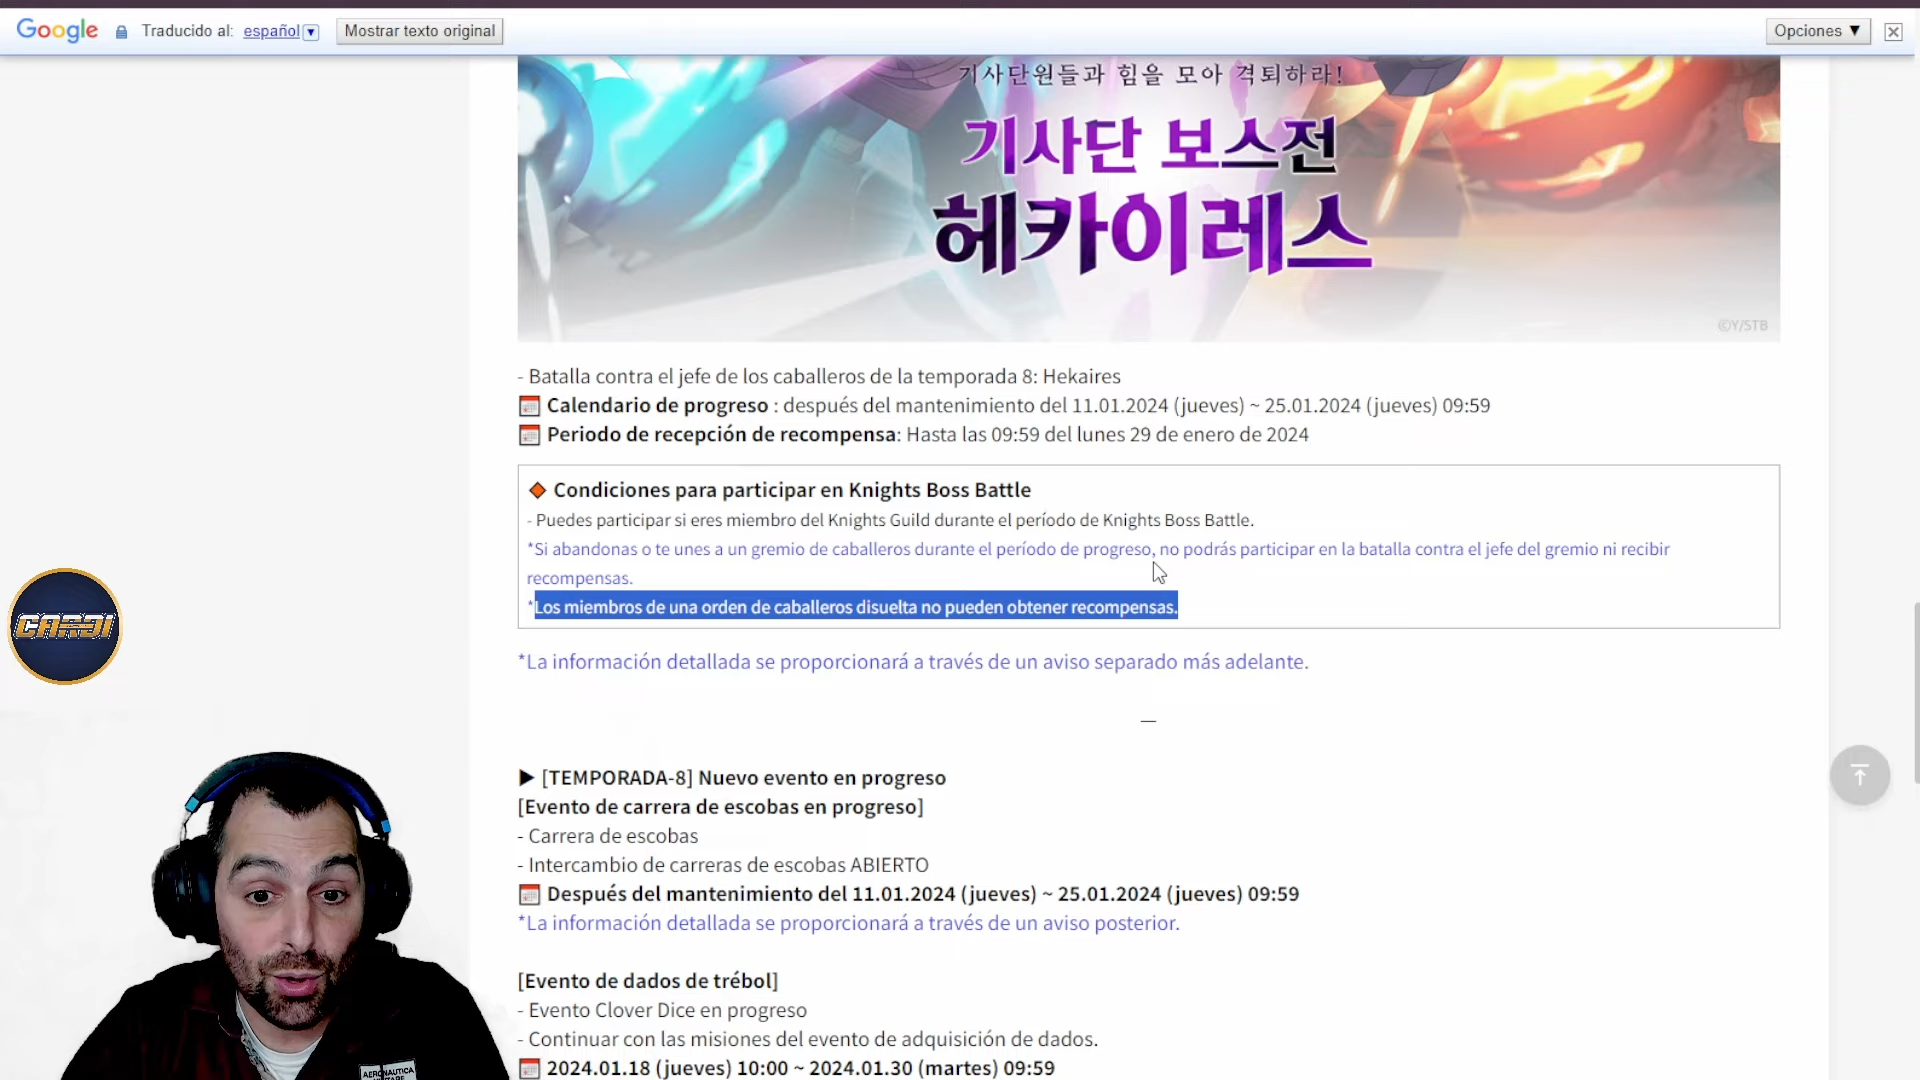 Google Traducido al: español ▼ Mostrar texto original Opciones ▼
기사단원들과 힘을 모아 격퇴하라!
기사단 보스전
헤카이레스
©Y/STB
- Batalla contra el jefe de los caballeros de la temporada 8: Hekaires
Calendario de progreso : después del mantenimiento del 11.01.2024 (jueves) ~ 25.01.2024 (jueves) 09:59
Periodo de recepción de recompensa: Hasta las 09:59 del lunes 29 de enero de 2024
Condiciones para participar en Knights Boss Battle
- Puedes participar si eres miembro del Knights Guild durante el período de Knights Boss Battle.
*Si abandonas o te unes a un gremio de caballeros durante el período de progreso, no podrás participar en la batalla contra el jefe del gremio ni recibir
recompensas.
*Los miembros de una orden de caballeros disuelta no pueden obtener recompensas.
CARDI
*La información detallada se proporcionará a través de un aviso separado más adelante.
—
▶ [TEMPORADA-8] Nuevo evento en progreso
[Evento de carrera de escobas en progreso]
- Carrera de escobas
- Intercambio de carreras de escobas ABIERTO
Después del mantenimiento del 11.01.2024 (jueves) ~ 25.01.2024 (jueves) 09:59
*La información detallada se proporcionará a través de un aviso posterior.
[Evento de dados de trébol]
- Evento Clover Dice en progreso
- Continuar con las misiones del evento de adquisición de dados.
2024.01.18 (jueves) 10:00 ~ 2024.01.30 (martes) 09:59
AERONAUTICA